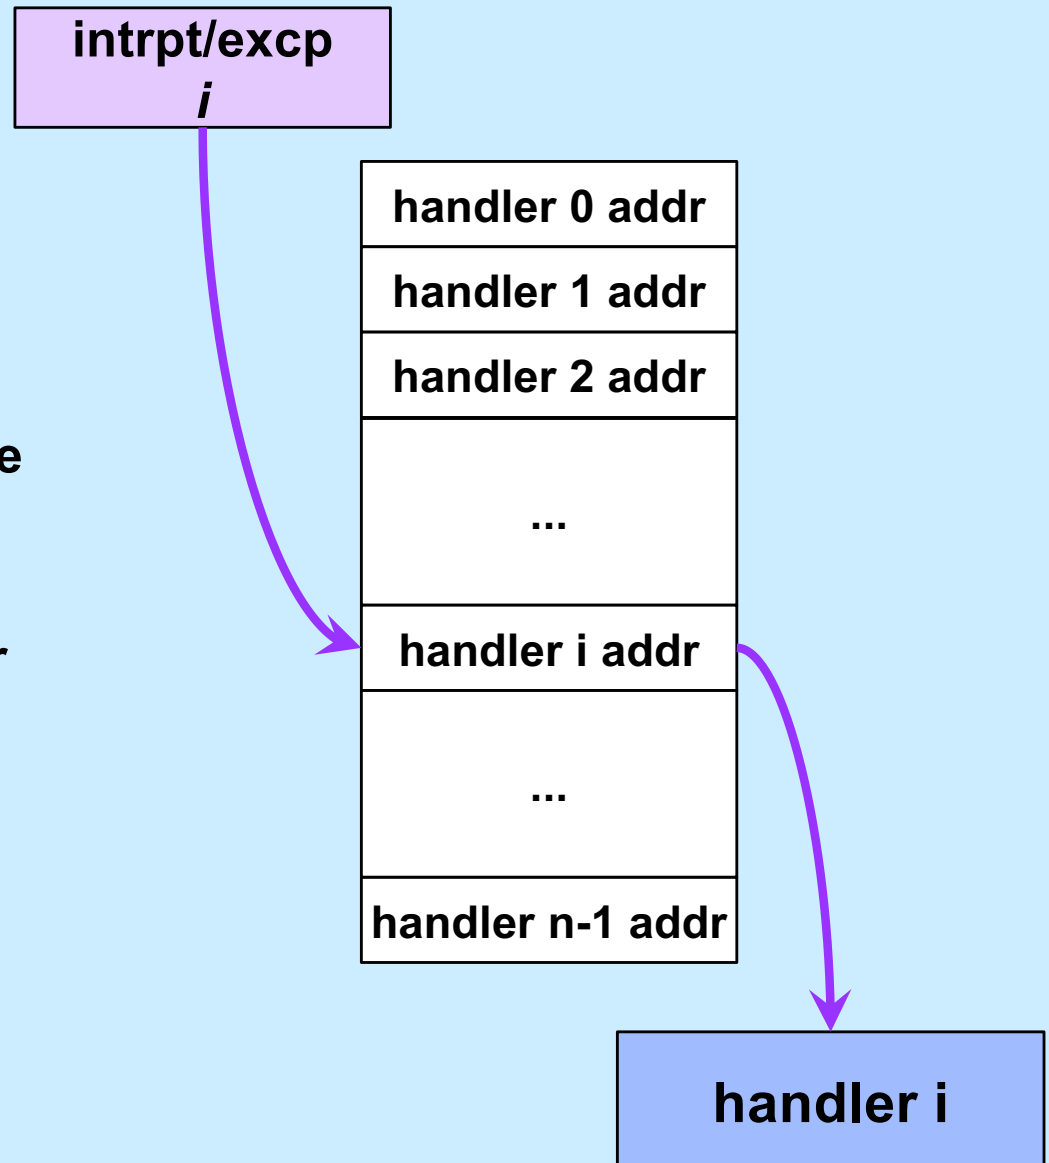 intrpt/excp
i
handler 0 addr
handler 1 addr
handler 2 addr
...
handler i addr
...
handler n-1 addr
handler i